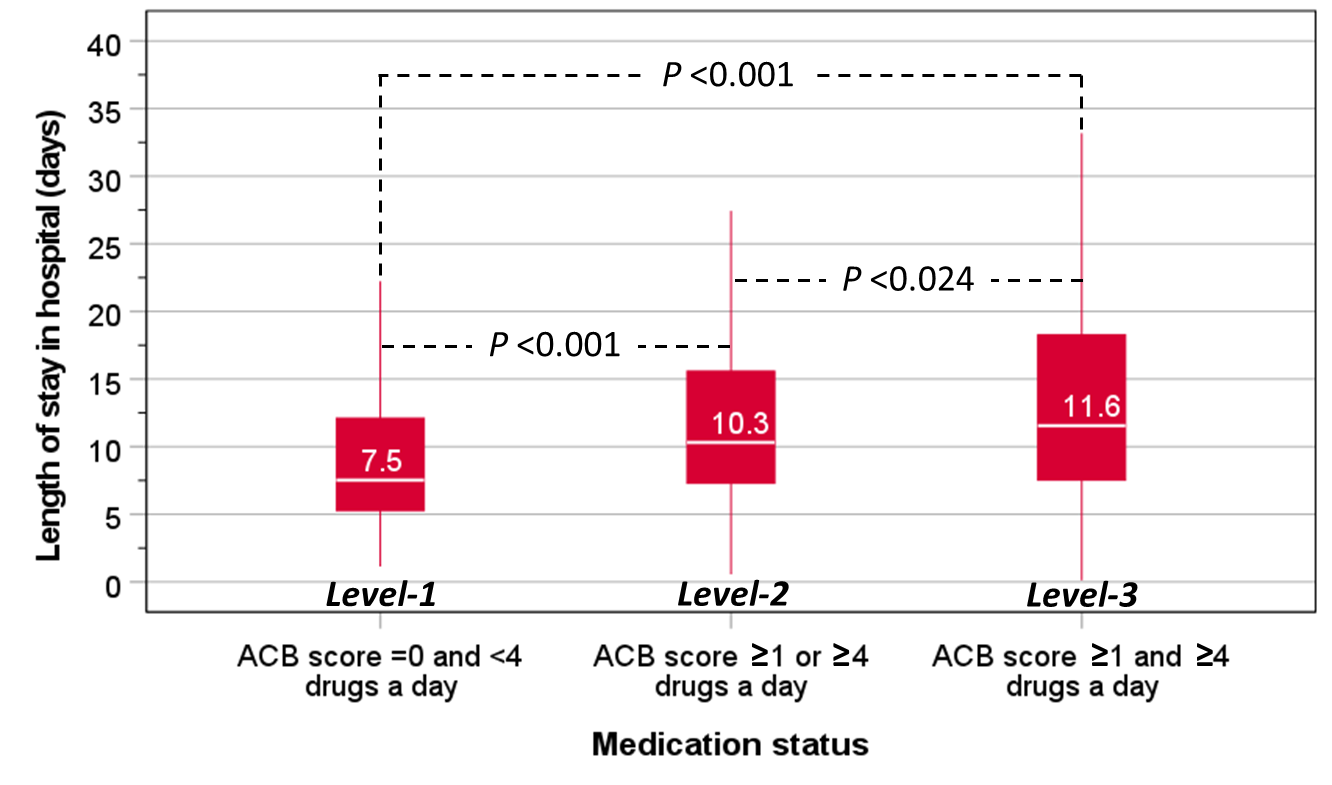 Length of stay in hospital (days)
40
35
30
25
20
15
10
5
0
P <0.001
P <0.024
P <0.001
7.5
10.3
11.6
Level-1
Level-2
Level-3
ACB score =0 and <4
drugs a day
ACB score ≥1 or ≥4
drugs a day
ACB score ≥1 and ≥4
drugs a day
Medication status